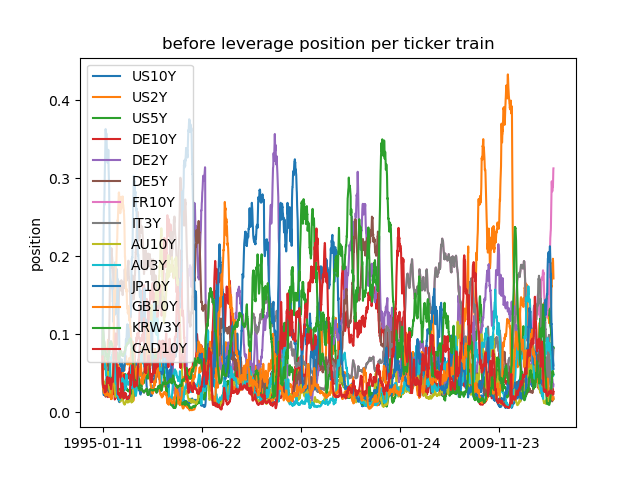 before leverage position per ticker train
position
0.4
0.3
0.2
0.1
0.0
US10Y
US2Y
US5Y
DE10Y
DE2Y
DE5Y
FR10Y
IT3Y
AU10Y
AU3Y
JP10Y
GB10Y
KRW3Y
CAD10Y
1995-01-11
1998-06-22
2002-03-25
2006-01-24
2009-11-23